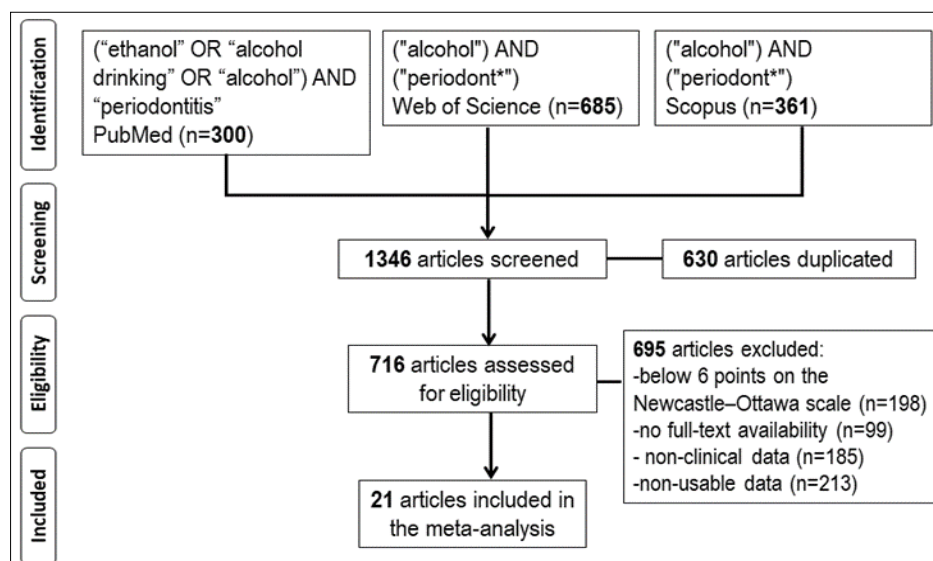 Identification
("ethanol" OR "alcohol
drinking" OR "alcohol") AND
"periodontitis"
PubMed (n=300)
("alcohol") AND
("periodont*")
Web of Science (n=685)
("alcohol") AND
("periodont*")
Scopus (n=361)
Screening
1346 articles screened
630 articles duplicated
Eligibility
716 articles assessed
for eligibility
695 articles excluded:
-below 6 points on the
Newcastle–Ottawa scale (n=198)
-no full-text availability (n=99)
- non-clinical data (n=185)
-non-usable data (n=213)
Included
21 articles included in
the meta-analysis